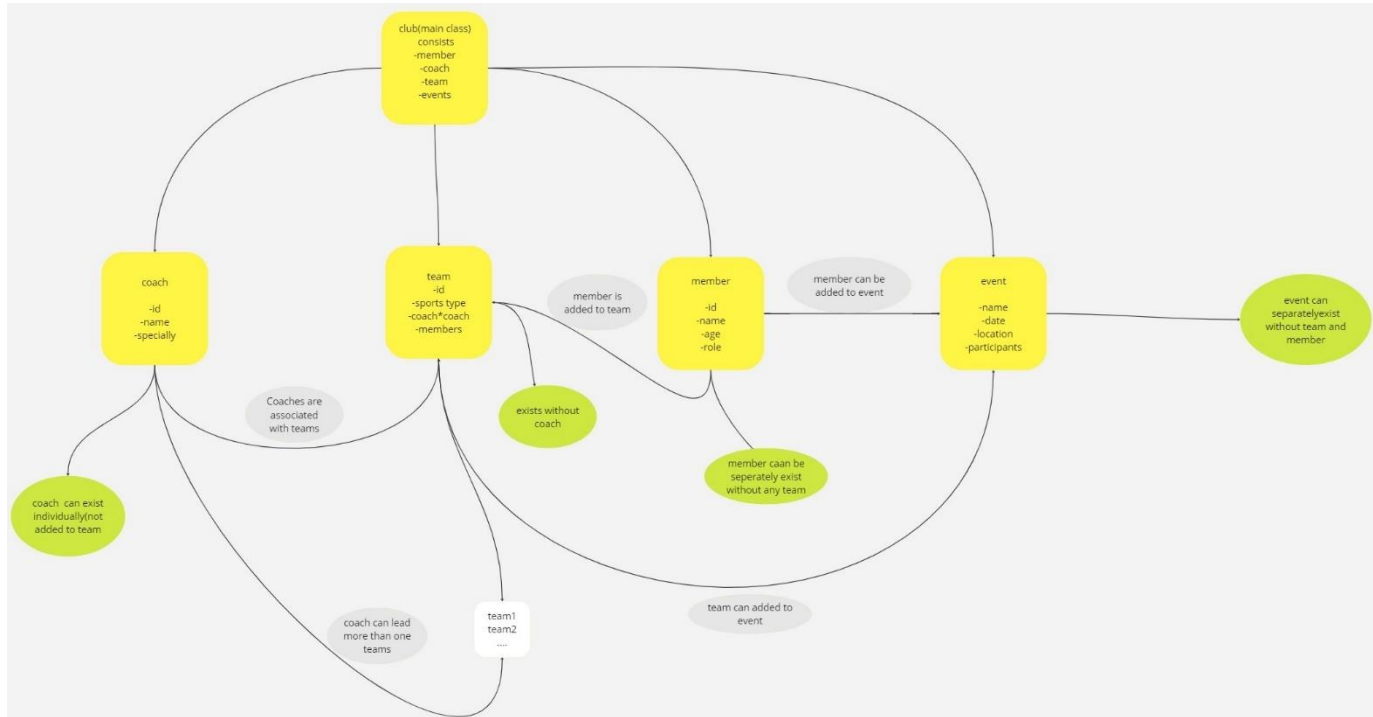 club(main class)
consists
-member
-coach
-team
-events
coach
-id
-name
-specially
team
-id
-sports type
-coach*coach
-members
member is
added to team
member
-id
-name
-age
-role
member can be
added to event
event
-name
-date
-location
-participants
event can
separatelyexist
without team and
member
Coaches are
associated
with teams
exists without
coach
member caan be
seperately exist
without any team
coach can exist
individually(not
added to team
coach can lead
more than one
teams
team1
team2
....
team can added to
event